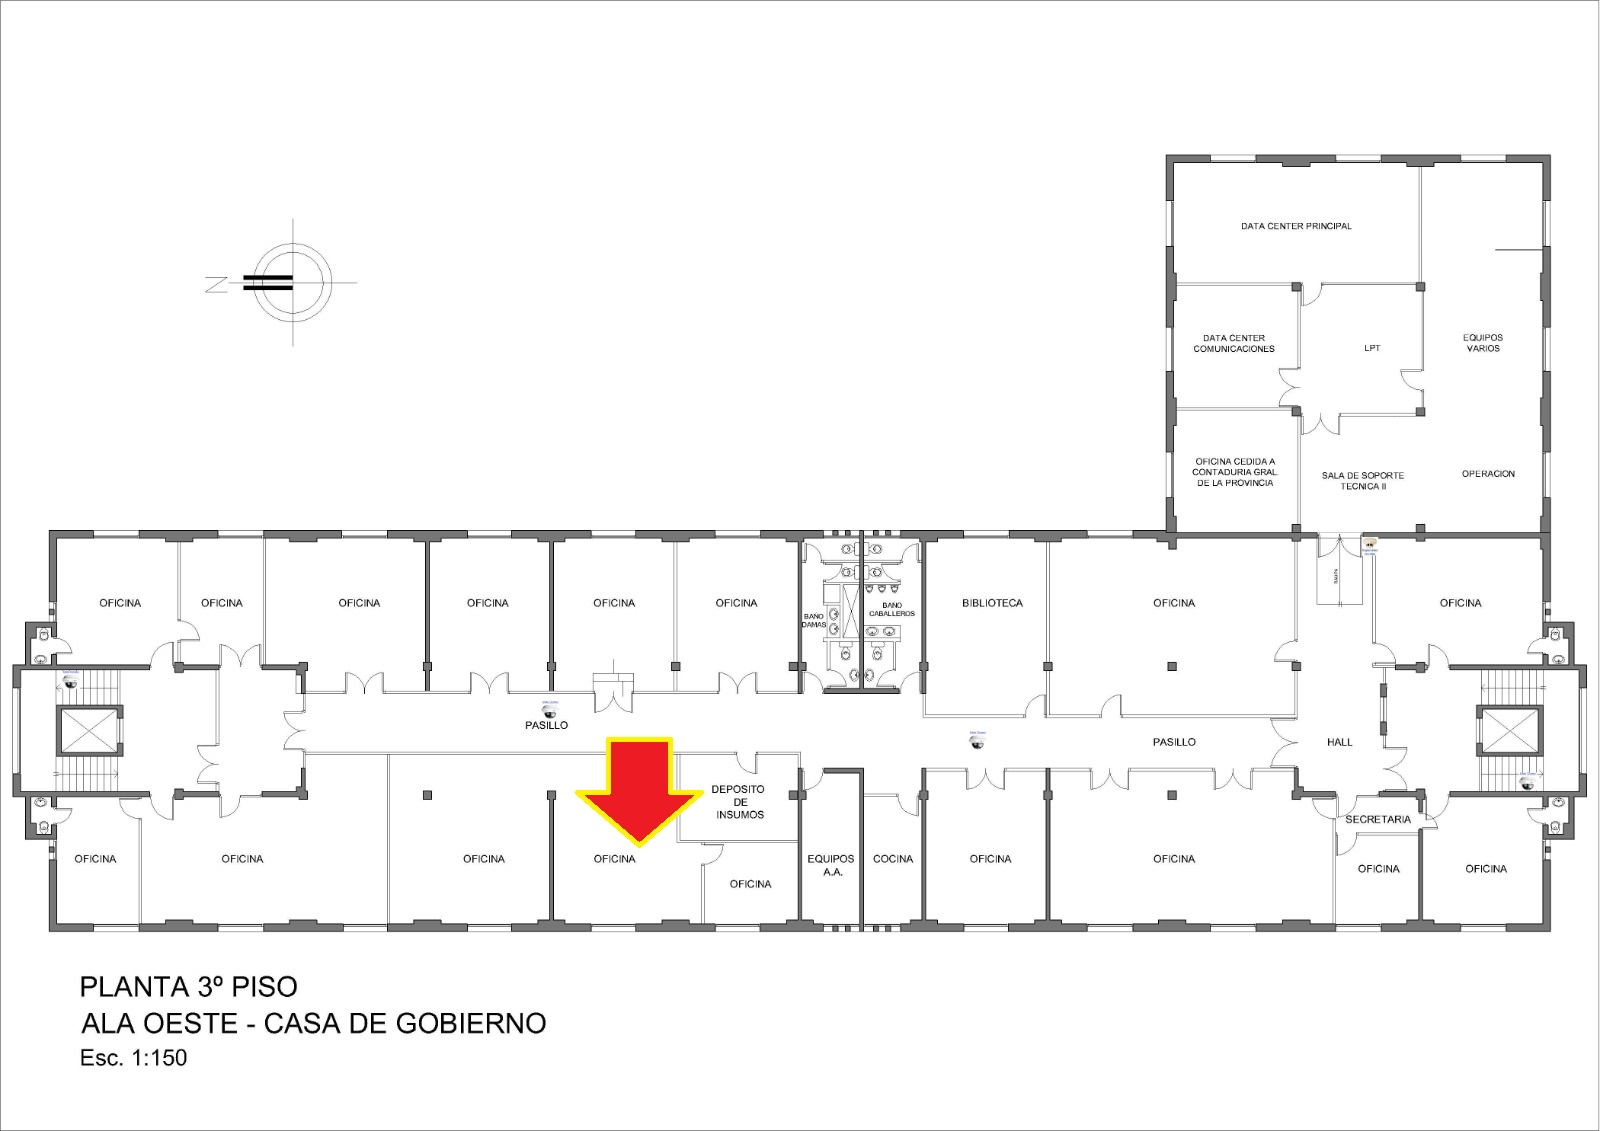 DATA CENTER PRINCIPAL
N
DATA CENTER
COMUNICACIONES
LPT
EQUIPOS
VARIOS
OFICINA CEDIDA A
CONTADURIA GRAL.
DE LA PROVINCIA
SALA DE SOPORTE
TECNICA II
OPERACION
OFICINA
OFICINA
OFICINA
OFICINA
OFICINA
OFICINA
BAÑO
DAMAS
BAÑO
CABALLEROS
BIBLIOTECA
OFICINA
OFICINA
PASILLO
PASILLO
HALL
DEPOSITO
DE
INSUMOS
SECRETARIA
OFICINA
OFICINA
OFICINA
OFICINA
OFICINA
EQUIPOS
A.A.
COCINA
OFICINA
OFICINA
OFICINA
OFICINA
PLANTA 3º PISO
ALA OESTE - CASA DE GOBIERNO
Esc. 1:150